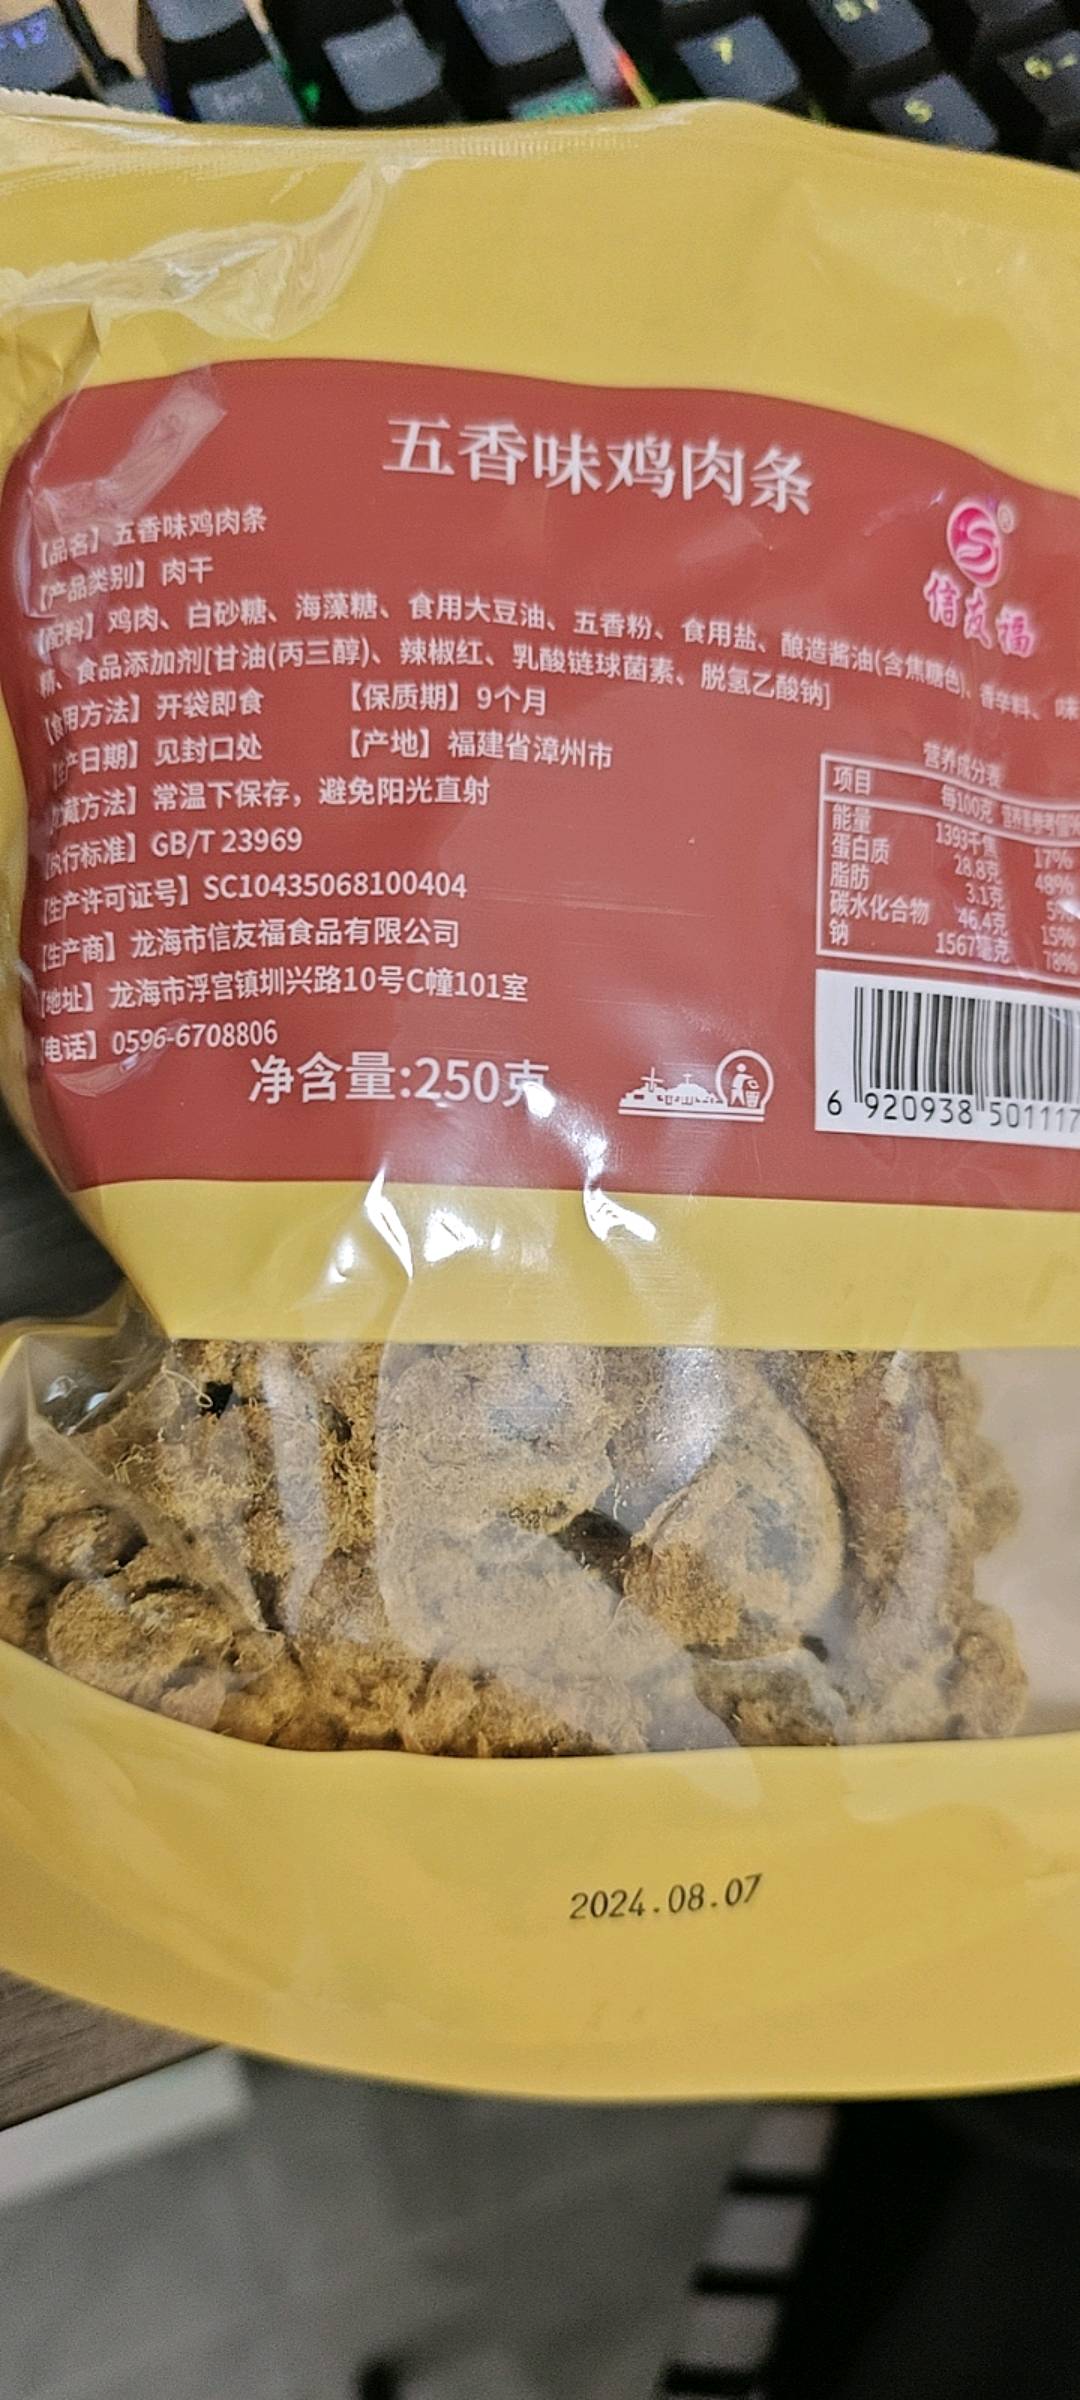 五香味鸡肉条
信友福
【品名】五香味鸡肉条
【产品类别】肉干
【配料】鸡肉、白砂糖、海藻糖、食用大豆油、五香粉、食用盐、酿造酱油(含焦糖色)、香辛料、味
精、食品添加剂[甘油(丙三醇)、辣椒红、乳酸链球菌素、脱氢乙酸钠]
【食用方法】开袋即食 【保质期】9个月
【生产日期】见封口处 【产地】福建省漳州市
【贮藏方法】常温下保存，避免阳光直射
【执行标准】GB/T 23969
【生产许可证号】SC10435068100404
【生产商】龙海市信友福食品有限公司
【地址】龙海市浮宫镇圳兴路10号C幢101室
【电话】0596-6708806
净含量:250克
营养成分表
项目 每100克 营养素参考值%
能量 1393千焦 17%
蛋白质 28.8克 48%
脂肪 3.1克 5%
碳水化合物 46.4克 15%
钠 1567毫克 78%
6 920938 501117
2024.08.07